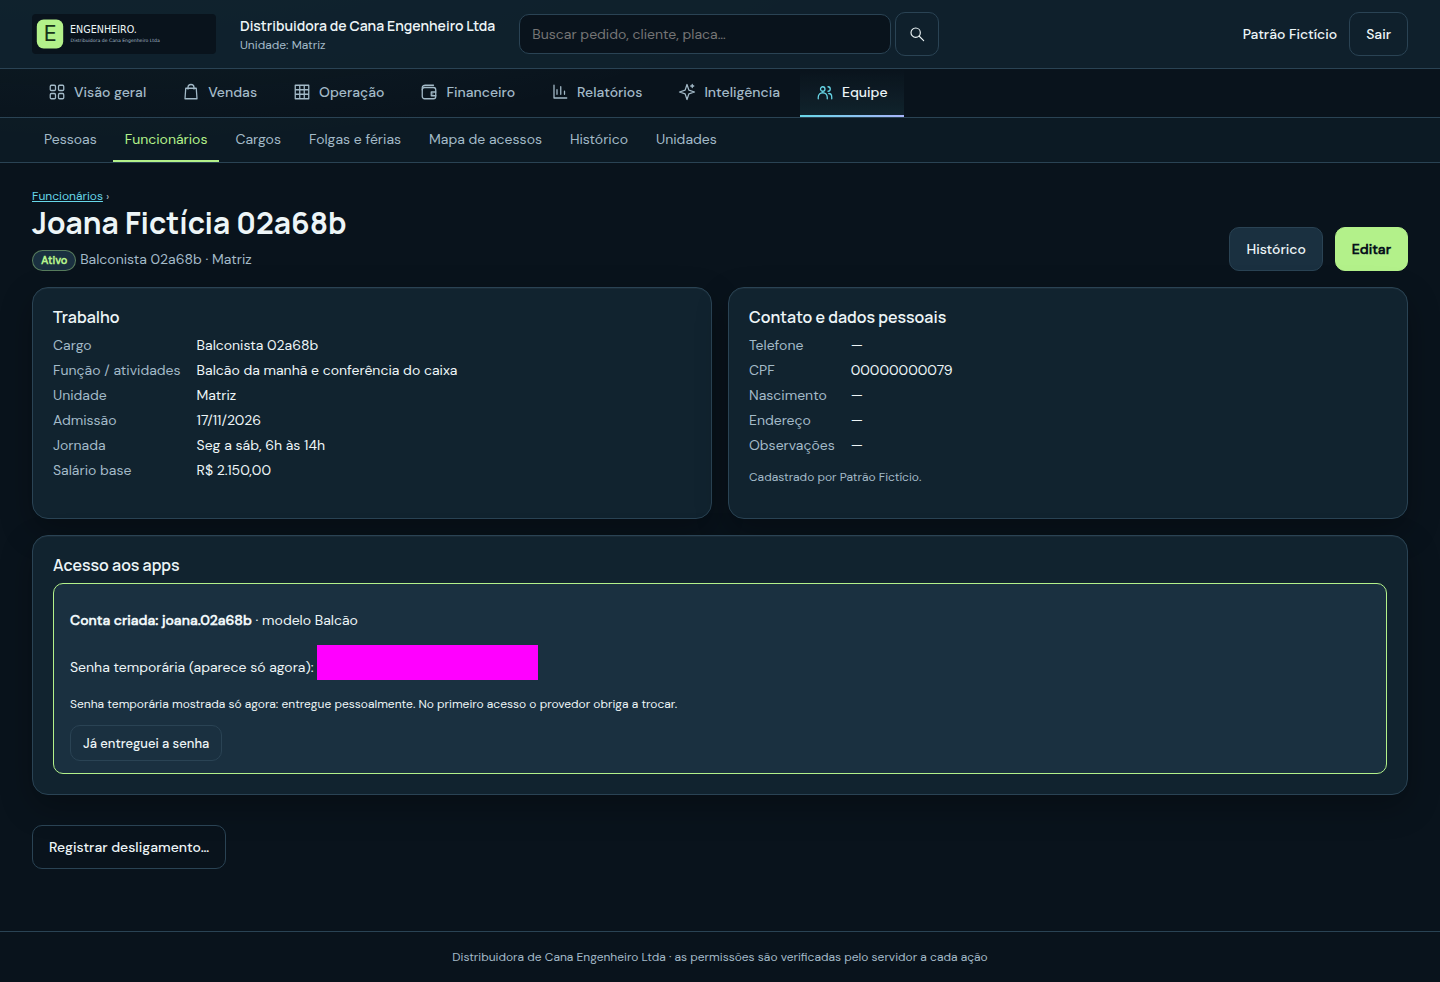 E ENGENHEIRO.
Distribuidora de Cana Engenheiro Ltda
Distribuidora de Cana Engenheiro Ltda
Unidade: Matriz
Buscar pedido, cliente, placa...
Patrão Fictício
Sair
Visão geral
Vendas
Operação
Financeiro
Relatórios
Inteligência
Equipe
Pessoas
Funcionários
Cargos
Folgas e férias
Mapa de acessos
Histórico
Unidades
Funcionários ›
Joana Fictícia 02a68b
Ativo Balconista 02a68b · Matriz
Histórico
Editar
Trabalho
Cargo Balconista 02a68b
Função / atividades Balcão da manhã e conferência do caixa
Unidade Matriz
Admissão 17/11/2026
Jornada Seg a sáb, 6h às 14h
Salário base R$ 2.150,00
Contato e dados pessoais
Telefone —
CPF 00000000079
Nascimento —
Endereço —
Observações —
Cadastrado por Patrão Fictício.
Acesso aos apps
Conta criada: joana.02a68b · modelo Balcão
Senha temporária (aparece só agora):
Senha temporária mostrada só agora: entregue pessoalmente. No primeiro acesso o provedor obriga a trocar.
Já entreguei a senha
Registrar desligamento...
Distribuidora de Cana Engenheiro Ltda · as permissões são verificadas pelo servidor a cada ação